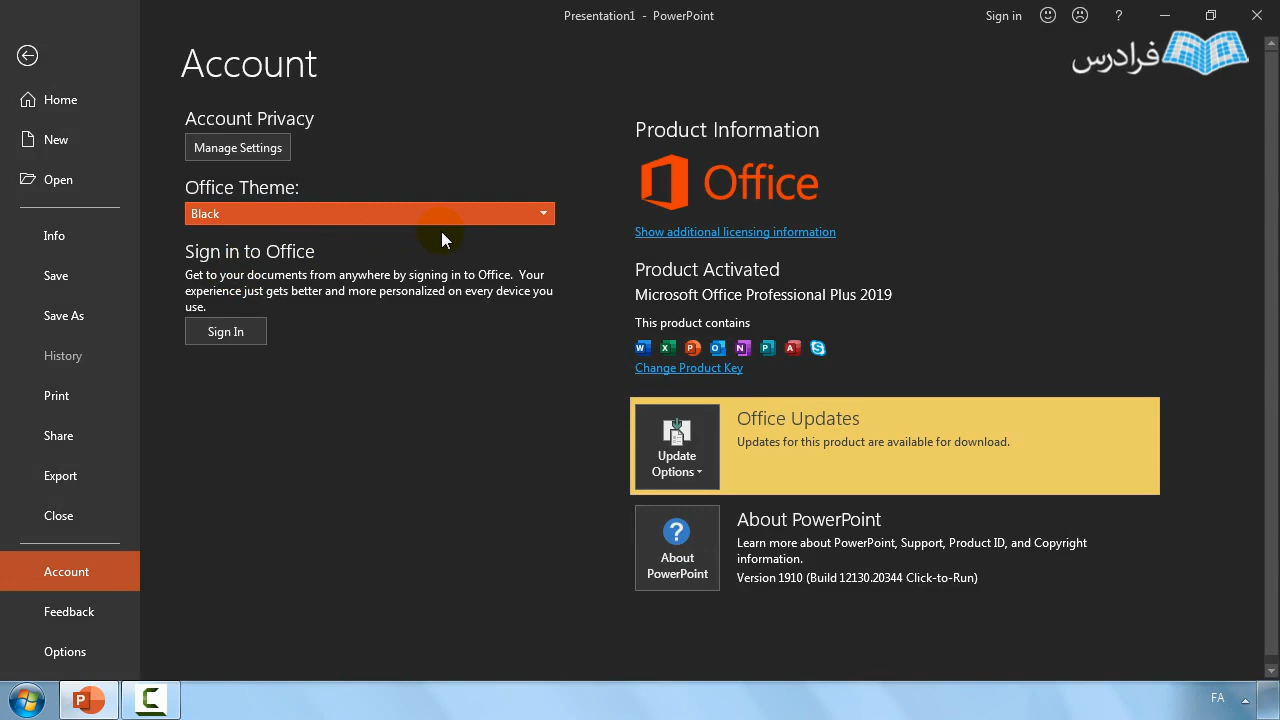 Presentation1 - PowerPoint
Sign in
?
فرادرس
Home
New
Open
Info
Save
Save As
History
Print
Share
Export
Close
Account
Feedback
Options
Account
Account Privacy
Manage Settings
Office Theme:
Black
Sign in to Office
Get to your documents from anywhere by signing in to Office. Your
experience just gets better and more personalized on every device you
use.
Sign In
Product Information
Office
Show additional licensing information
Product Activated
Microsoft Office Professional Plus 2019
This product contains
W X P O N P A S
Change Product Key
Update
Options
Office Updates
Updates for this product are available for download.
?
About
PowerPoint
About PowerPoint
Learn more about PowerPoint, Support, Product ID, and Copyright
information.
Version 1910 (Build 12130.20344 Click-to-Run)
P
C
FA